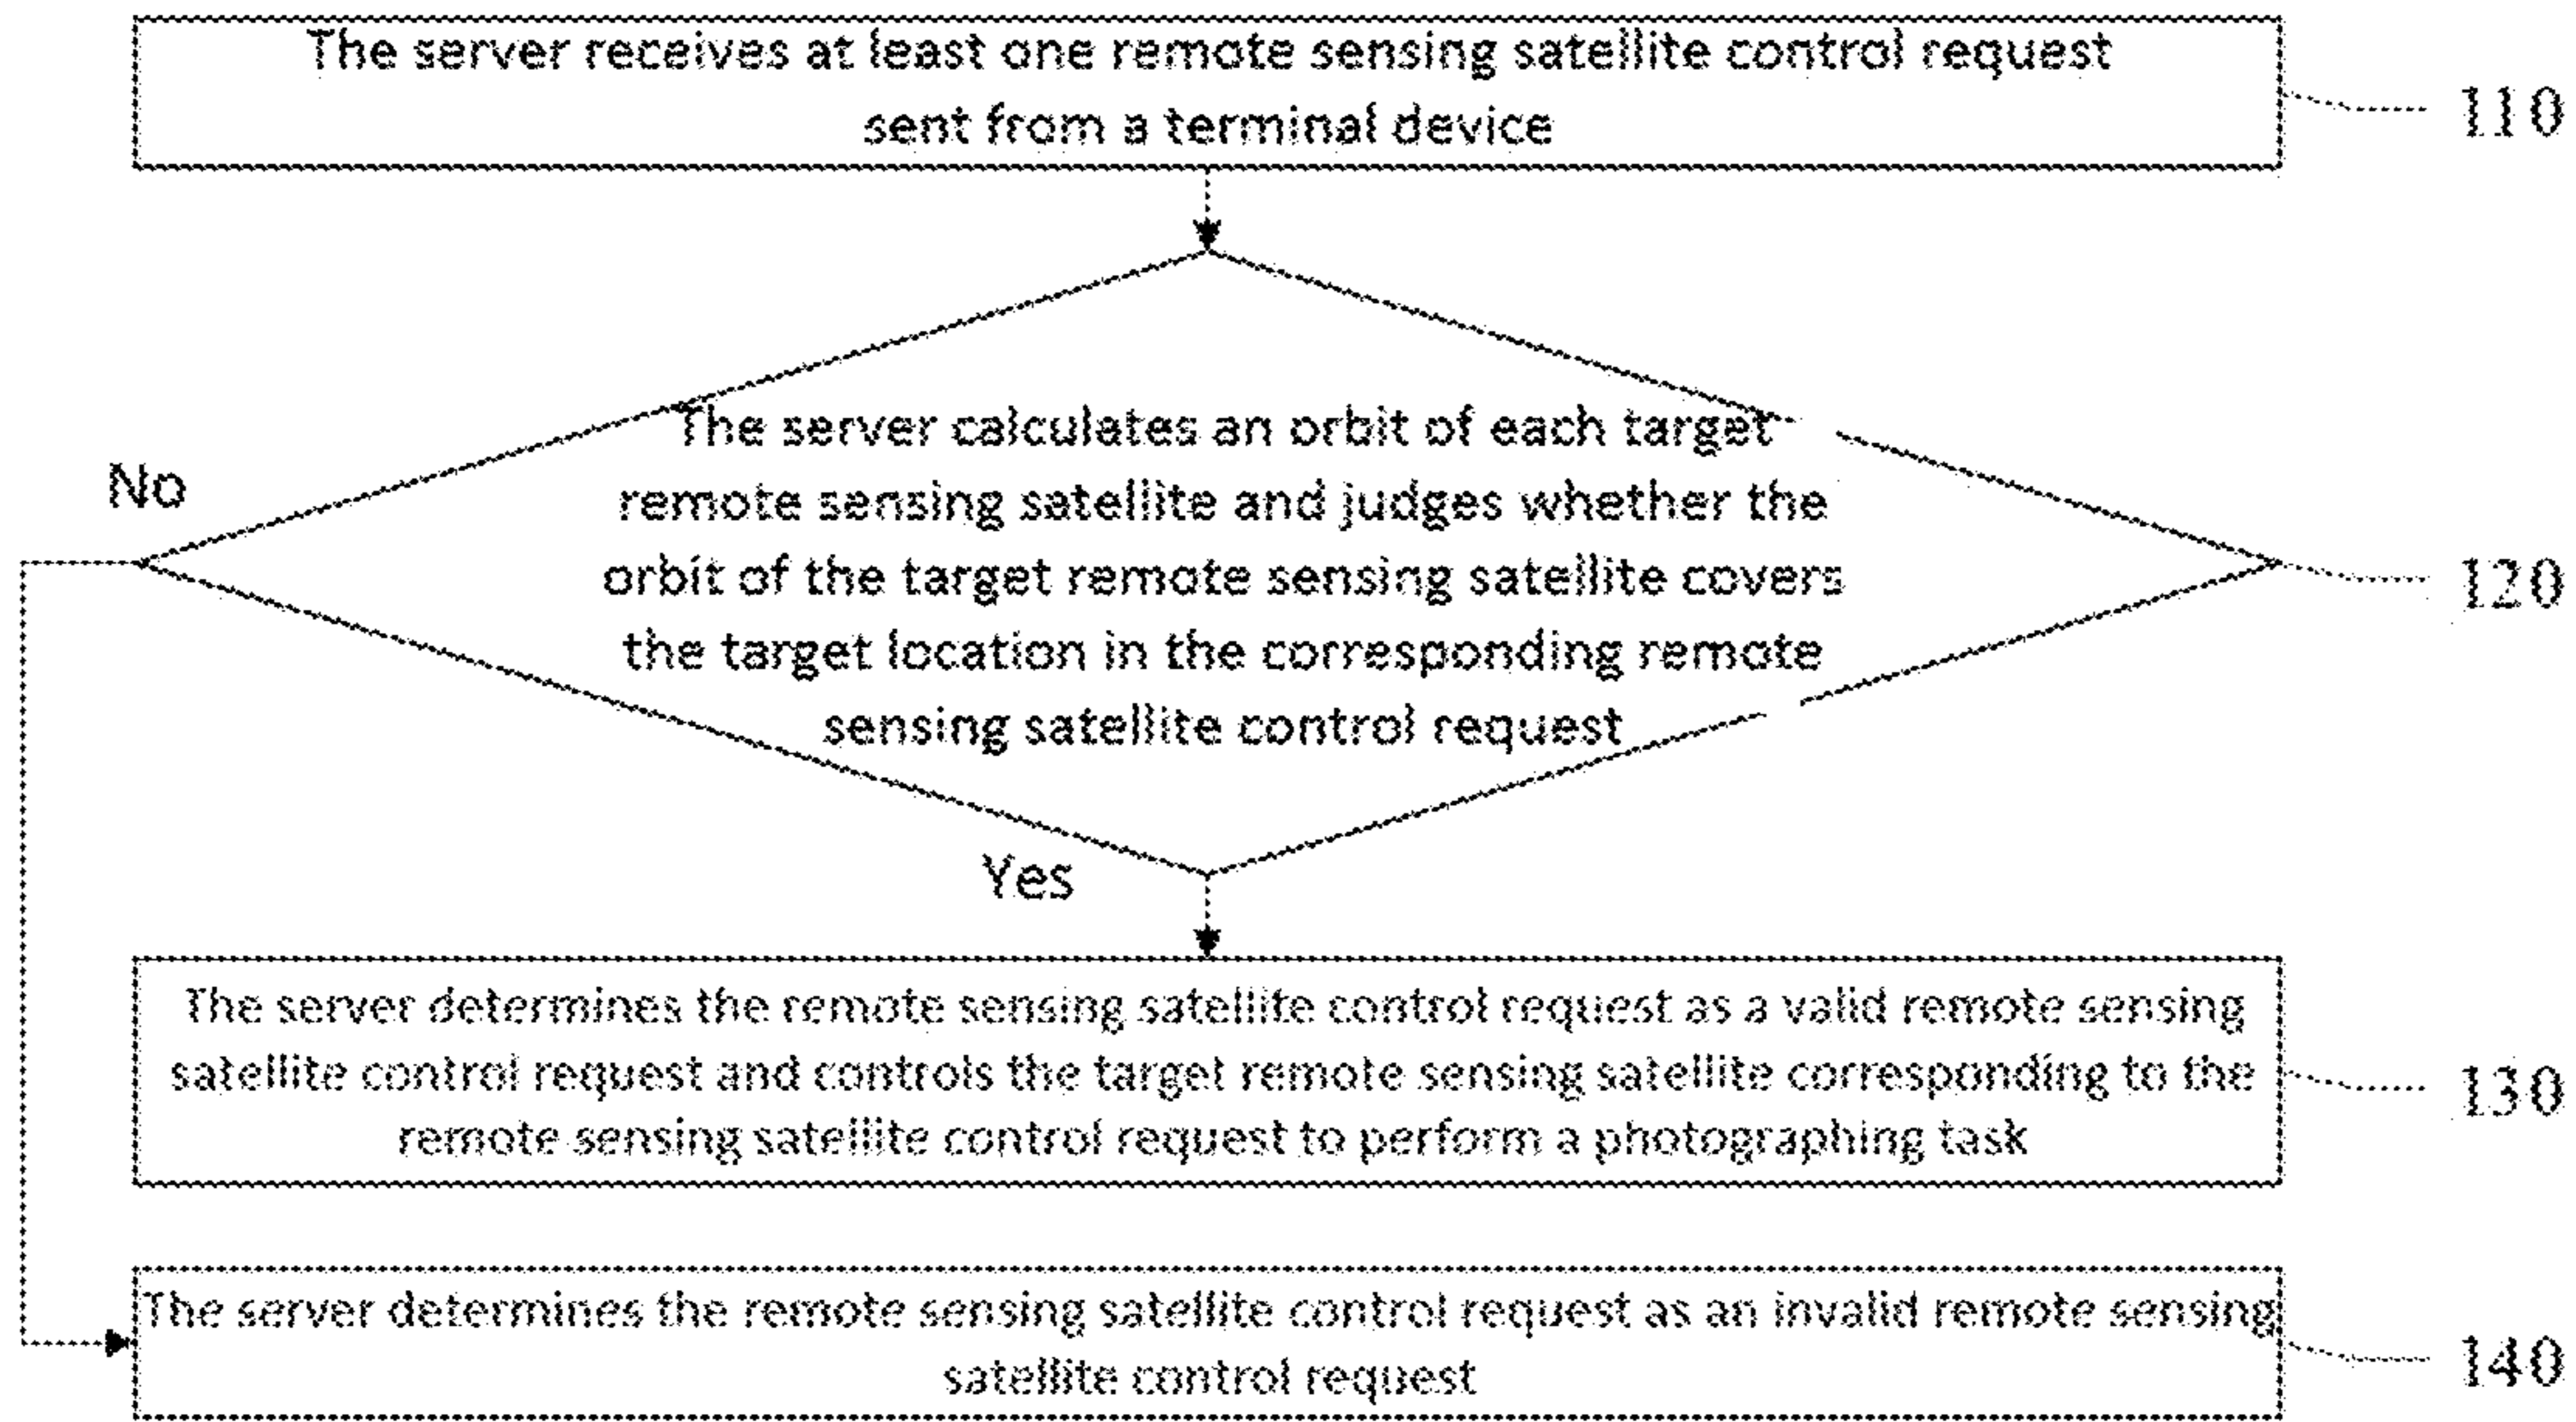 The server receives at least one remote sensing satellite control request
sent from a terminal device
110
The server calculates an orbit of each target
remote sensing satellite and judges whether the
orbit of the target remote sensing satellite covers
the target location in the corresponding remote
sensing satellite control request
No
120
Yes
The server determines the remote sensing satellite control request as a valid remote sensing
satellite control request and controls the target remote sensing satellite corresponding to the
remote sensing satellite control request to perform a photographing task
130
The server determines the remote sensing satellite control request as an invalid remote sensing
satellite control request
140